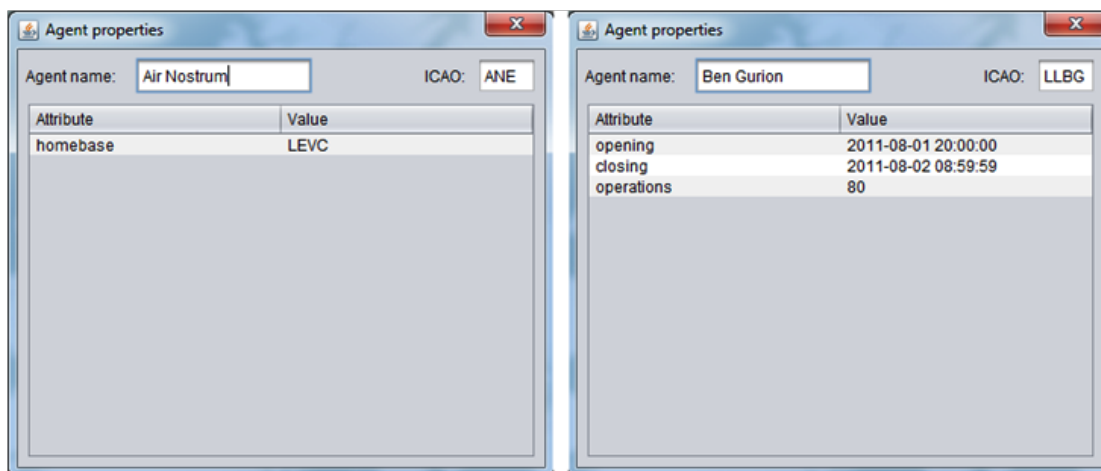 Agent properties
Agent name: Air Nostrum ICAO: ANE
Attribute Value
homebase LEVC
Agent properties
Agent name: Ben Gurion ICAO: LLBG
Attribute Value
opening 2011-08-01 20:00:00
closing 2011-08-02 08:59:59
operations 80